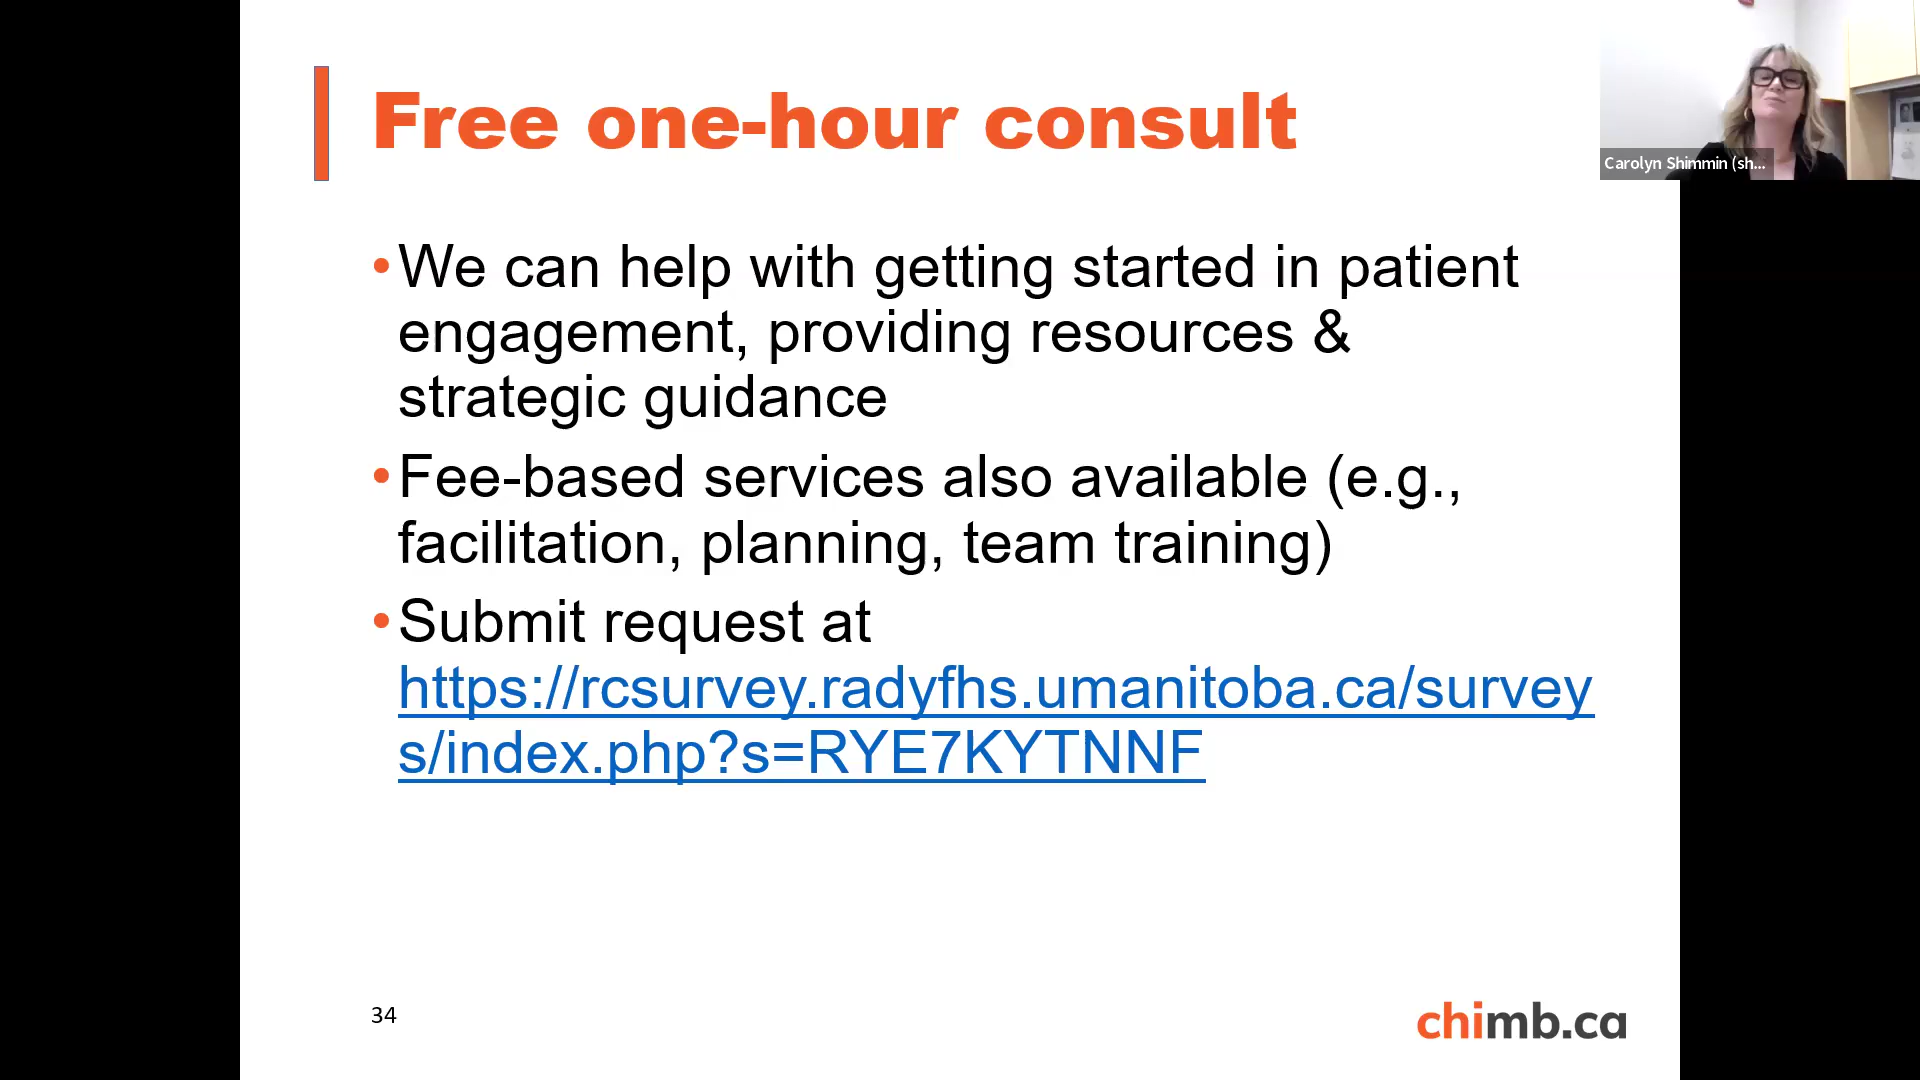 Free one-hour consult
Carolyn Shimmin (sh...
•We can help with getting started in patient
engagement, providing resources &
strategic guidance
•Fee-based services also available (e.g.,
facilitation, planning, team training)
•Submit request at
https://rcsurvey.radyfhs.umanitoba.ca/survey
s/index.php?s=RYE7KYTNNF
34
chimb.ca